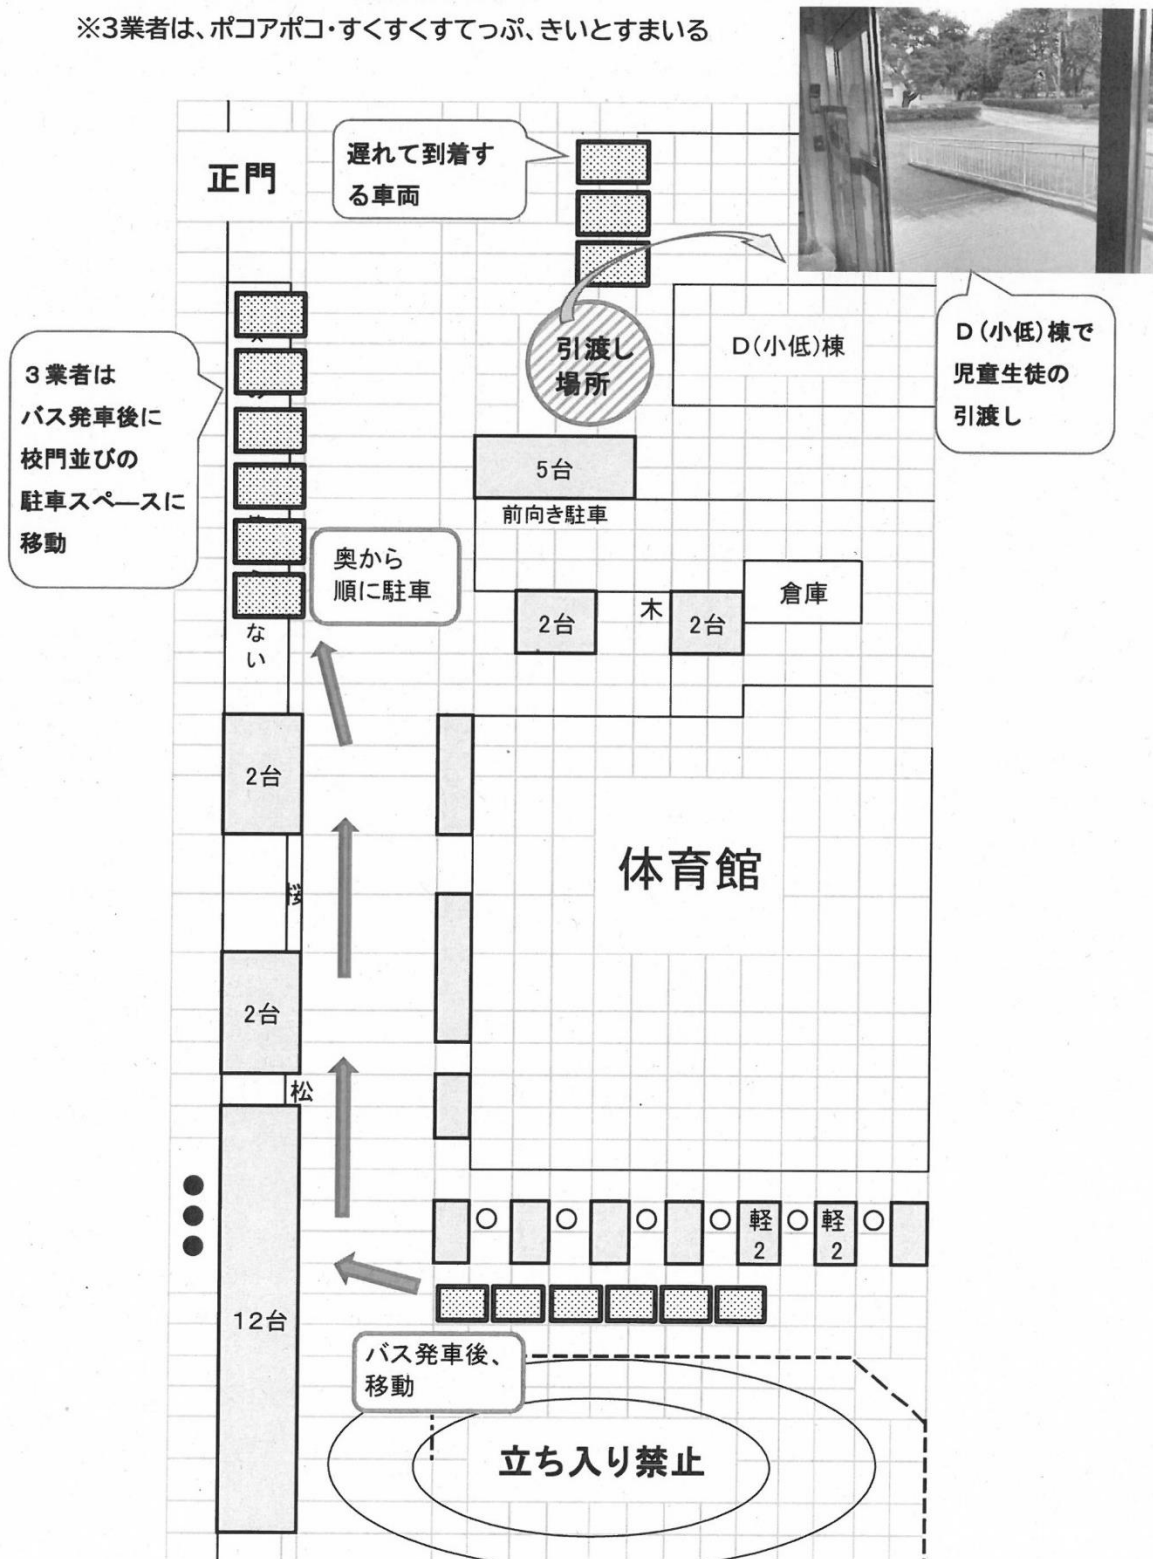 ※3業者は、ポコアポコ・すくすくすてっぷ、きいとすまいる
正門
遅れて到着す
る車両
引渡し
場所
D(小低)棟
D(小低)棟で
児童生徒の
引渡し
3業者は
バス発車後に
校門並びの
駐車スペースに
移動
5台
前向き駐車
奥から
順に駐車
2台
木
2台
倉庫
ない
2台
体育館
桜
2台
松
軽
2
軽
2
12台
バス発車後、
移動
立ち入り禁止